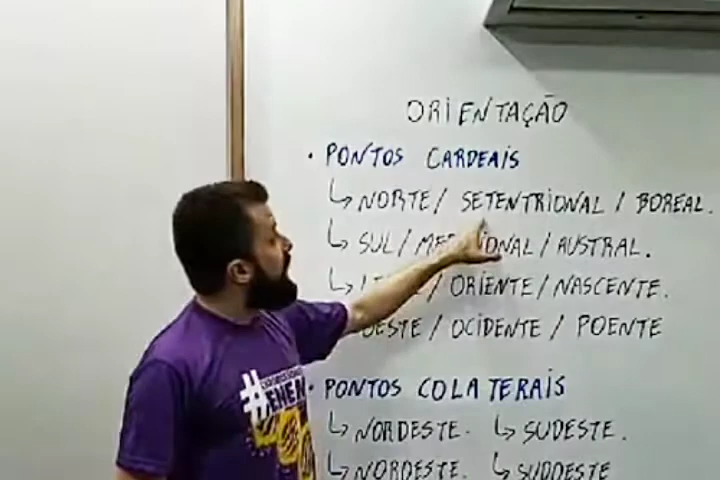 ORIENTAÇÃO
• PONTOS CARDEAIS
↳ NORTE / SETENTRIONAL / BOREAL.
↳ SUL / / AUSTRAL.
↳ / ORIENTE / NASCENTE.
OESTE / OCIDENTE / POENTE
• PONTOS COLATERAIS
↳ NORDESTE. ↳ SUDESTE.
↳ NORDESTE. ↳ SUDOESTE
#ENEM